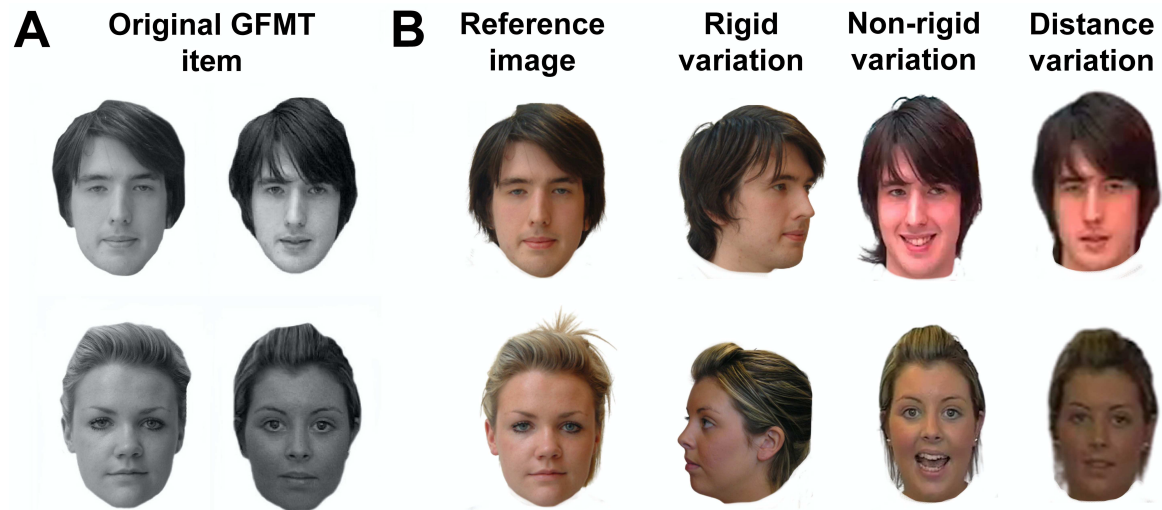 A
Original GFMT
item
B
Reference
image
Rigid
variation
Non-rigid
variation
Distance
variation